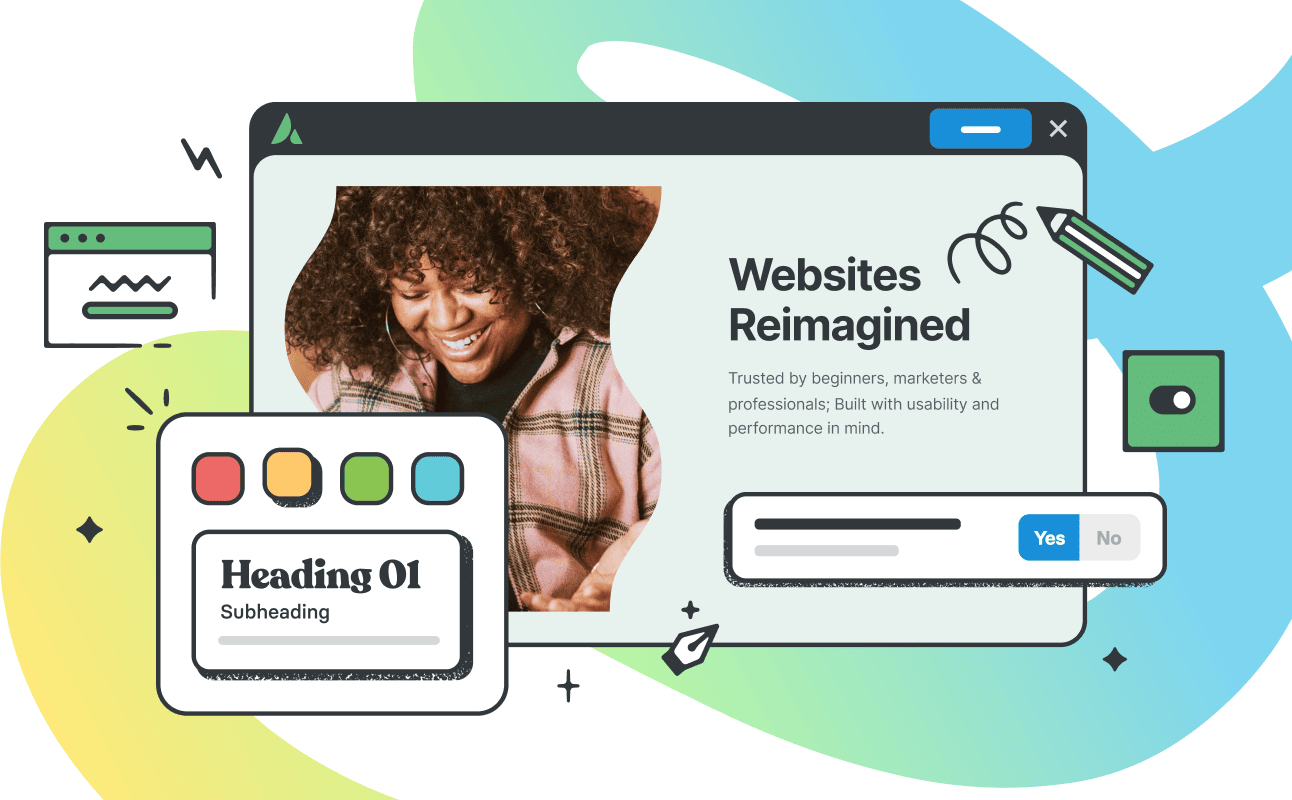 Websites
Reimagined
Trusted by beginners, marketers &
professionals; Built with usability and
performance in mind.
Yes No
Heading 01
Subheading